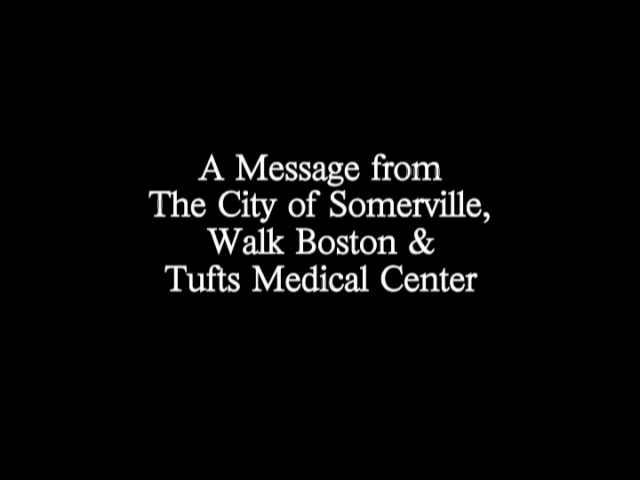 A Message from
The City of Somerville,
Walk Boston &
Tufts Medical Center